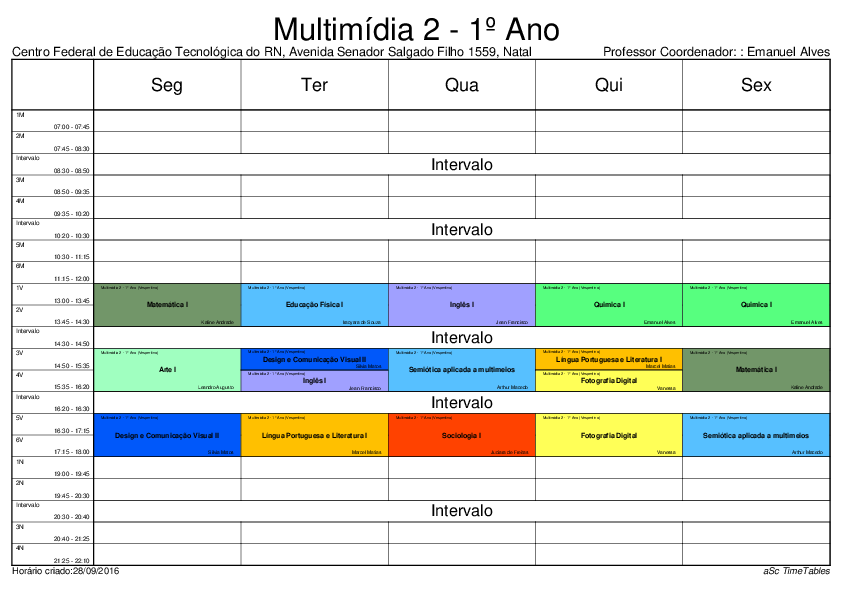 Multimídia 2 - 1º Ano
Centro Federal de Educação Tecnológica do RN, Avenida Senador Salgado Filho 1559, Natal Professor Coordenador: : Emanuel Alves
Seg Ter Qua Qui Sex
1M
07:00 - 07:45
2M
07:45 - 08:30
Intervalo
08:30 - 08:50
Intervalo
3M
08:50 - 09:35
4M
09:35 - 10:20
Intervalo
10:20 - 10:30
Intervalo
5M
10:30 - 11:15
6M
11:15 - 12:00
1V
13:00 - 13:45
2V
13:45 - 14:30
Multimídia 2 - 1º Ano (Vespertino)
Matemática I
Kaline Andrade
Multimídia 2 - 1º Ano (Vespertino)
Educação Física I
de Souza
Multimídia 2 - 1º Ano (Vespertino)
Inglês I
Jean Francisco
Multimídia 2 - 1º Ano (Vespertino)
Química I
Emanuel Alves
Multimídia 2 - 1º Ano (Vespertino)
Química I
Emanuel Alves
Intervalo
14:30 - 14:50
Intervalo
3V
14:50 - 15:35
4V
15:35 - 16:20
Multimídia 2 - 1º Ano (Vespertino)
Arte I
Leandro Augusto
Multimídia 2 - 1º Ano (Vespertino)
Design e Comunicação Visual II
Multimídia 2 - 1º Ano (Vespertino)
Inglês I
Jean Francisco
Multimídia 2 - 1º Ano (Vespertino)
Semiótica aplicada a multimeios
Arthur Macedo
Multimídia 2 - 1º Ano (Vespertino)
Língua Portuguesa e Literatura I
Marcel Matias
Multimídia 2 - 1º Ano (Vespertino)
Fotografia Digital
Vanessa
Multimídia 2 - 1º Ano (Vespertino)
Matemática I
Kaline Andrade
Intervalo
16:20 - 16:30
Intervalo
5V
16:30 - 17:15
6V
17:15 - 18:00
Multimídia 2 - 1º Ano (Vespertino)
Design e Comunicação Visual II
Multimídia 2 - 1º Ano (Vespertino)
Língua Portuguesa e Literatura I
Marcel Matias
Multimídia 2 - 1º Ano (Vespertino)
Sociologia I
de Freitas
Multimídia 2 - 1º Ano (Vespertino)
Fotografia Digital
Vanessa
Multimídia 2 - 1º Ano (Vespertino)
Semiótica aplicada a multimeios
Arthur Macedo
1N
19:00 - 19:45
2N
19:45 - 20:30
Intervalo
20:30 - 20:40
Intervalo
3N
20:40 - 21:25
4N
21:25 - 22:10
Horário criado:28/09/2016 aSc TimeTables